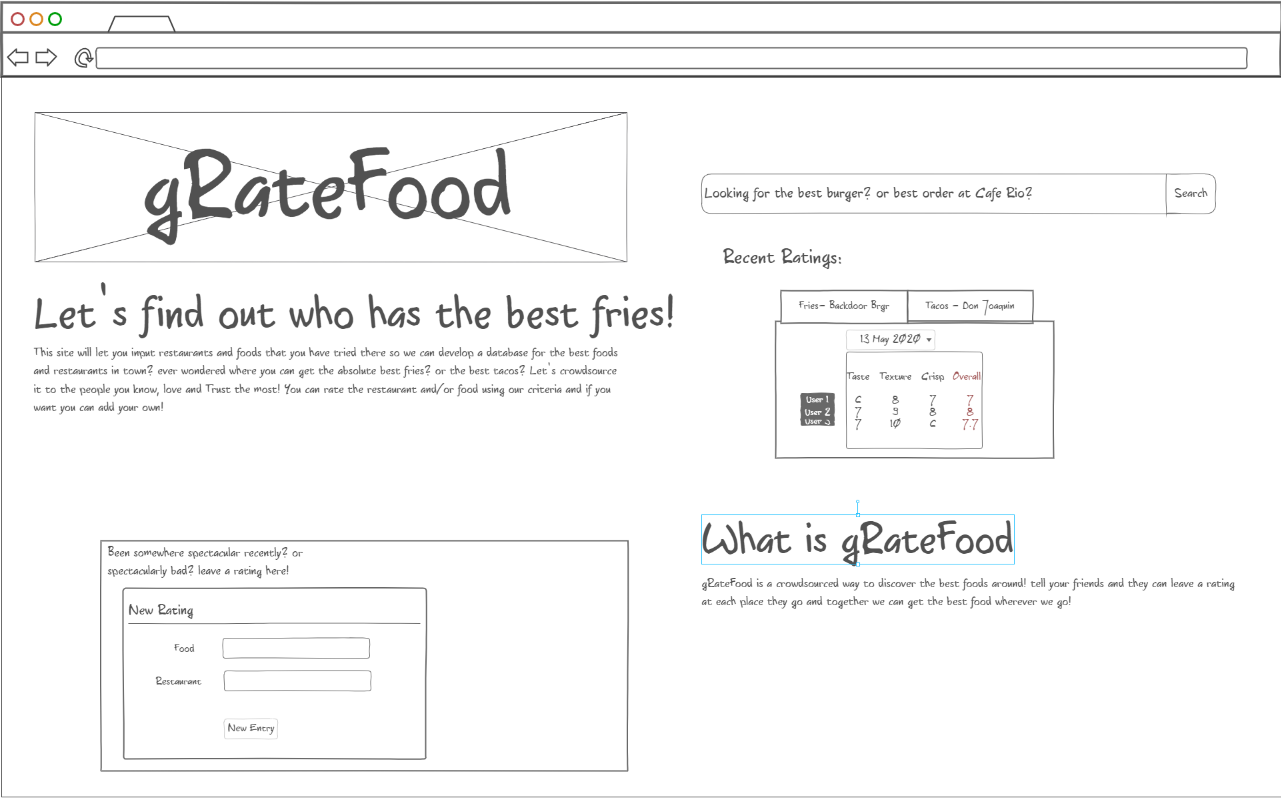 gRateFood
Let's find out who has the best fries!
This site will let you input restaurants and foods that you have tried there so we can develop a database for the best foods
and restaurants in town? ever wondered where you can get the absolute best fries? or the best tacos? Let's crowdsource
it to the people you know, love and Trust the most! You can rate the restaurant and/or food using our criteria and if you
want you can add your own!
Been somewhere spectacular recently? or
spectacularly bad? leave a rating here!
New Rating
Food
Restaurant
New Entry
Looking for the best burger? or best order at Cafe Rio? Search
Recent Ratings:
Fries- Backdoor Brgr Tacos - Don Joaquin
13 May 2020
Taste Texture Crisp Overall
User 1 C 8 7 7
User 2 7 9 8 8
User 3 7 10 C 7.7
What is gRateFood
gRateFood is a crowdsourced way to discover the best foods around! tell your friends and they can leave a rating
at each place they go and together we can get the best food wherever we go!